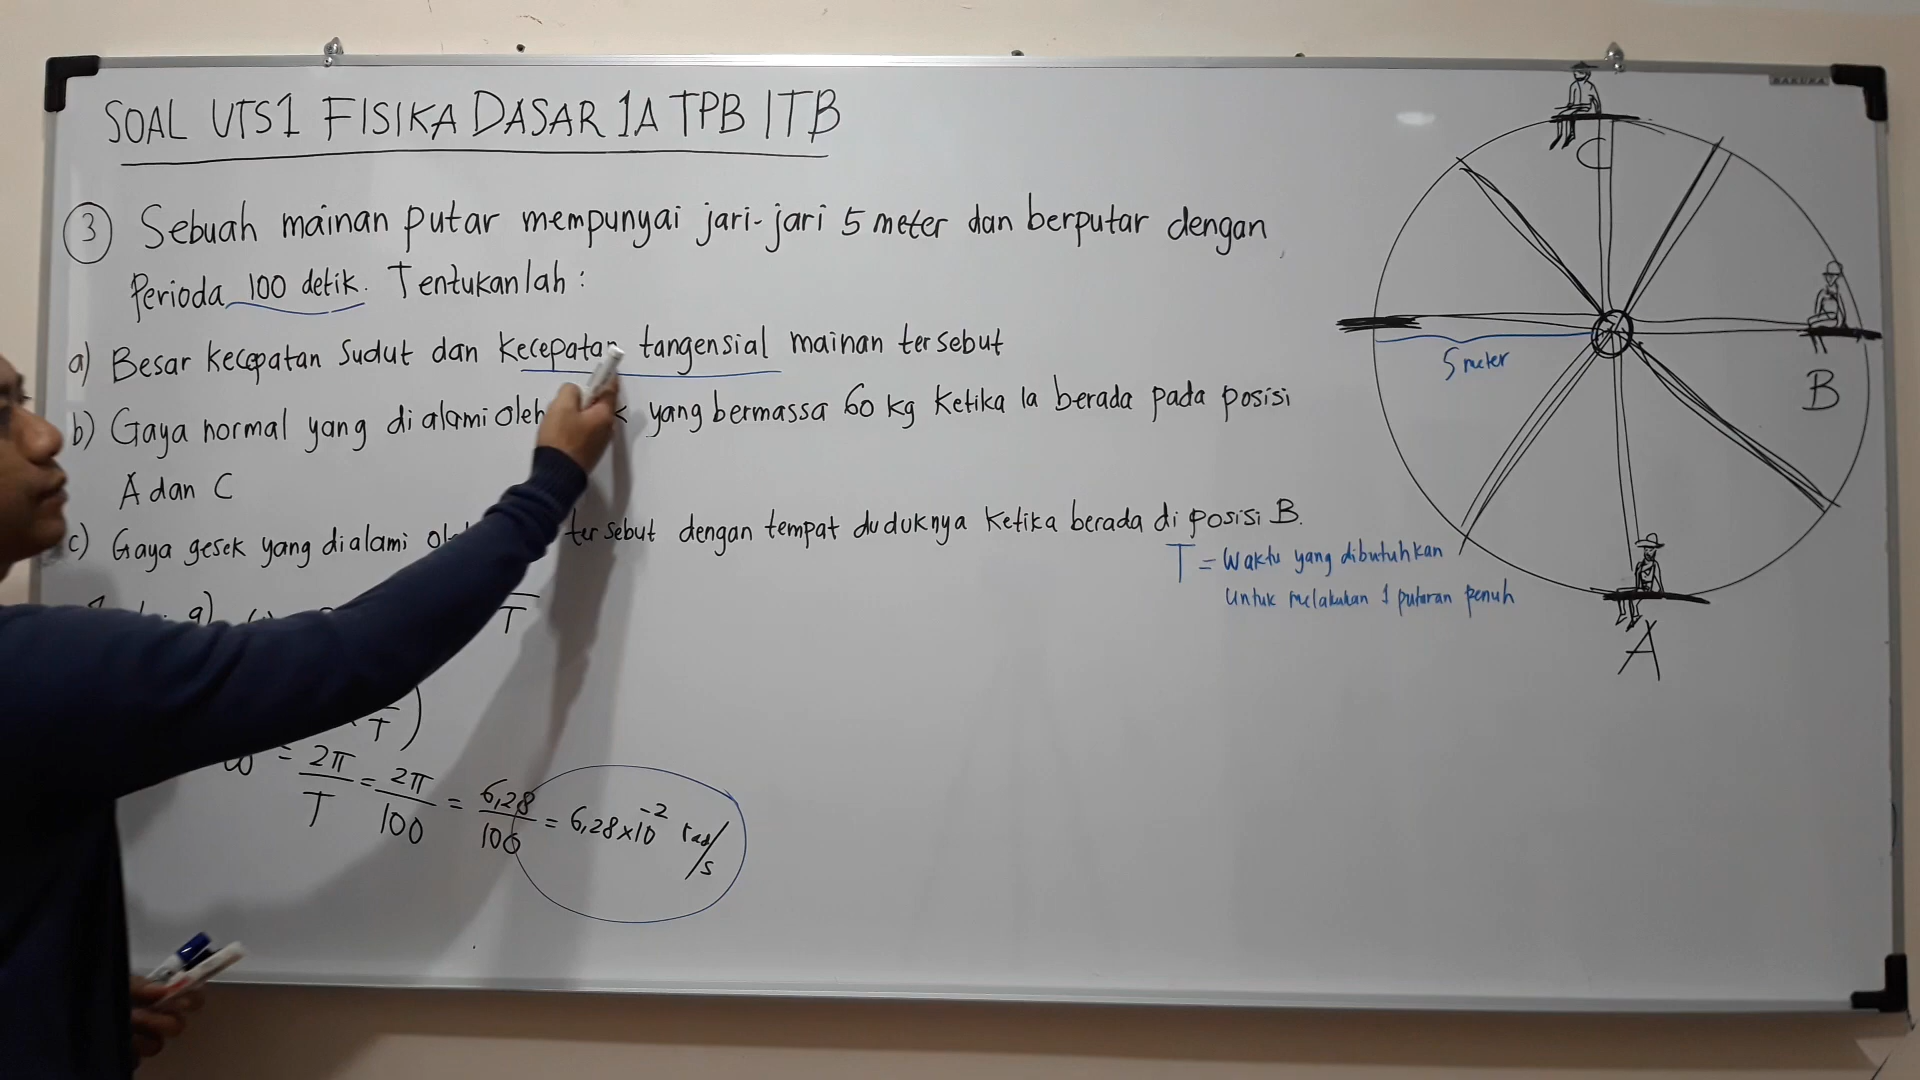 SOAL UTS1 FISIKA DASAR 1A TPB ITB
SAKURA
3 Sebuah mainan putar mempunyai jari-jari 5 meter dan berputar dengan
Perioda 100 detik. Tentukanlah :
a) Besar kecepatan sudut dan kecepatan tangensial mainan tersebut
b) Gaya normal yang dialami oleh yang bermassa 60 kg ketika Ia berada pada posisi
A dan C
c) Gaya gesek yang dialami tersebut dengan tempat duduknya ketika berada di posisi B.
a)
T
T )
ω = 2π/T = 2π/100 = 6,28/100 = 6,28×10^-2 rad/s
C
5 meter
B
T = Waktu yang dibutuhkan
Untuk melakukan 1 putaran penuh
A